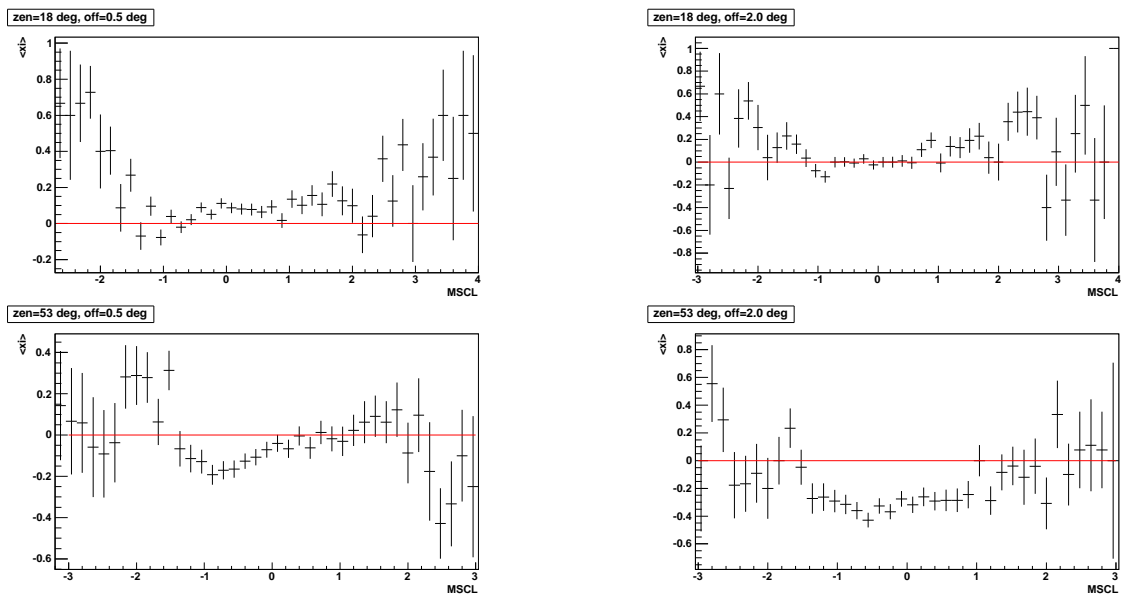 zen=18 deg, off=0.5 deg
<xi>
1
0.8
0.6
0.4
0.2
0
-0.2
-2 -1 0 1 2 3 4
MSCL
zen=18 deg, off=2.0 deg
<xi>
1
0.8
0.6
0.4
0.2
0
-0.2
-0.4
-0.6
-0.8
-3 -2 -1 0 1 2 3 4
MSCL
zen=53 deg, off=0.5 deg
<xi>
0.4
0.2
0
-0.2
-0.4
-0.6
-3 -2 -1 0 1 2 3
MSCL
zen=53 deg, off=2.0 deg
<xi>
0.8
0.6
0.4
0.2
0
-0.2
-0.4
-0.6
-3 -2 -1 0 1 2 3
MSCL